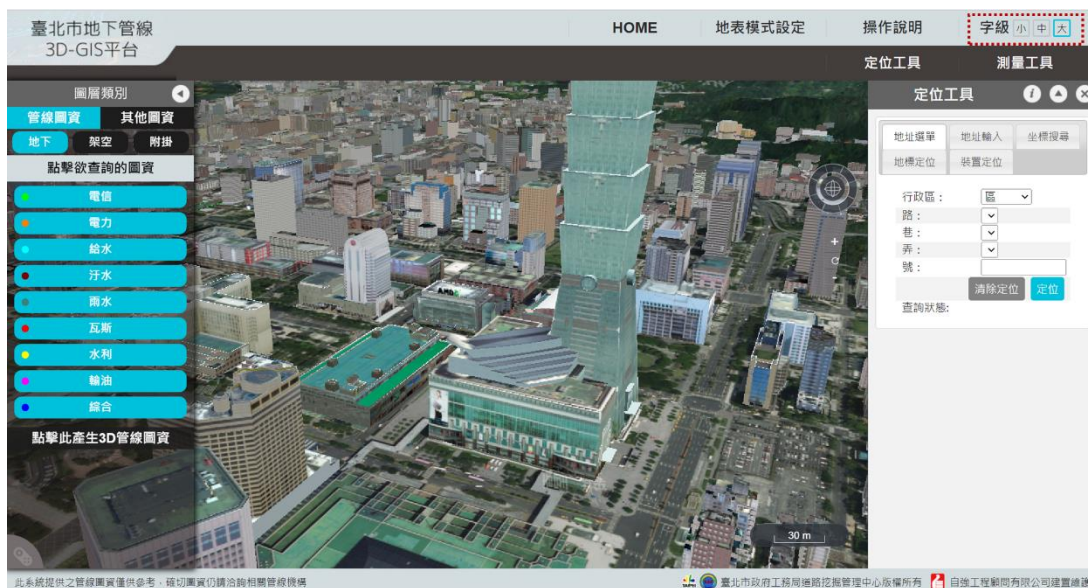 臺北市地下管線
3D-GIS平台
HOME
地表模式設定
操作說明
字級 小 中 大
定位工具
測量工具
圖層類別
管線圖資
其他圖資
地下
架空
附掛
點擊欲查詢的圖資
電信
電力
給水
汙水
雨水
瓦斯
水利
輸油
綜合
點擊此產生3D管線圖資
定位工具
地址選單
地址輸入
坐標搜尋
地標定位
裝置定位
行政區：
區
路：
巷：
弄：
號：
清除定位
定位
查詢狀態:
30 m
此系統提供之管線圖資僅供參考，確切圖資仍請洽詢相關管線機構
臺北市政府工務局道路挖掘管理中心版權所有
自強工程顧問有限公司建置維護